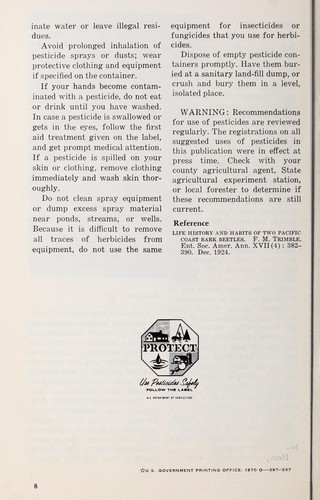 inate water or leave illegal resi-
dues.
Avoid prolonged inhalation of
pesticide sprays or dusts; wear
protective clothing and equipment
if specified on the container.
If your hands become contam-
inated with a pesticide, do not eat
or drink until you have washed.
In case a pesticide is swallowed or
gets in the eyes, follow the first
aid treatment given on the label,
and get prompt medical attention.
If a pesticide is spilled on your
skin or clothing, remove clothing
immediately and wash skin thor-
oughly.
Do not clean spray equipment
or dump excess spray material
near ponds, streams, or wells.
Because it is difficult to remove
all traces of herbicides from
equipment, do not use the same
equipment for insecticides or
fungicides that you use for herbi-
cides.
Dispose of empty pesticide con-
tainers promptly. Have them bur-
ied at a sanitary land-fill dump, or
crush and bury them in a level,
isolated place.
WARNING: Recommendations
for use of pesticides are reviewed
regularly. The registrations on all
suggested uses of pesticides in
this publication were in effect at
press time. Check with your
county agricultural agent, State
agricultural experiment station,
or local forester to determine if
these recommendations are still
current.
Reference
LIFE HISTORY AND HABITS OF TWO PACIFIC
COAST BARK BEETLES. F. M. TRIMBLE.
Ent. Soc. Amer. Ann. XVII (4) : 382–
390. Dec. 1924.
PROTECT
Use Pesticides Safely
FOLLOW THE LABEL
U.S. DEPARTMENT OF AGRICULTURE
☆U.S. GOVERNMENT PRINTING OFFICE: 1970 O—397-337
8